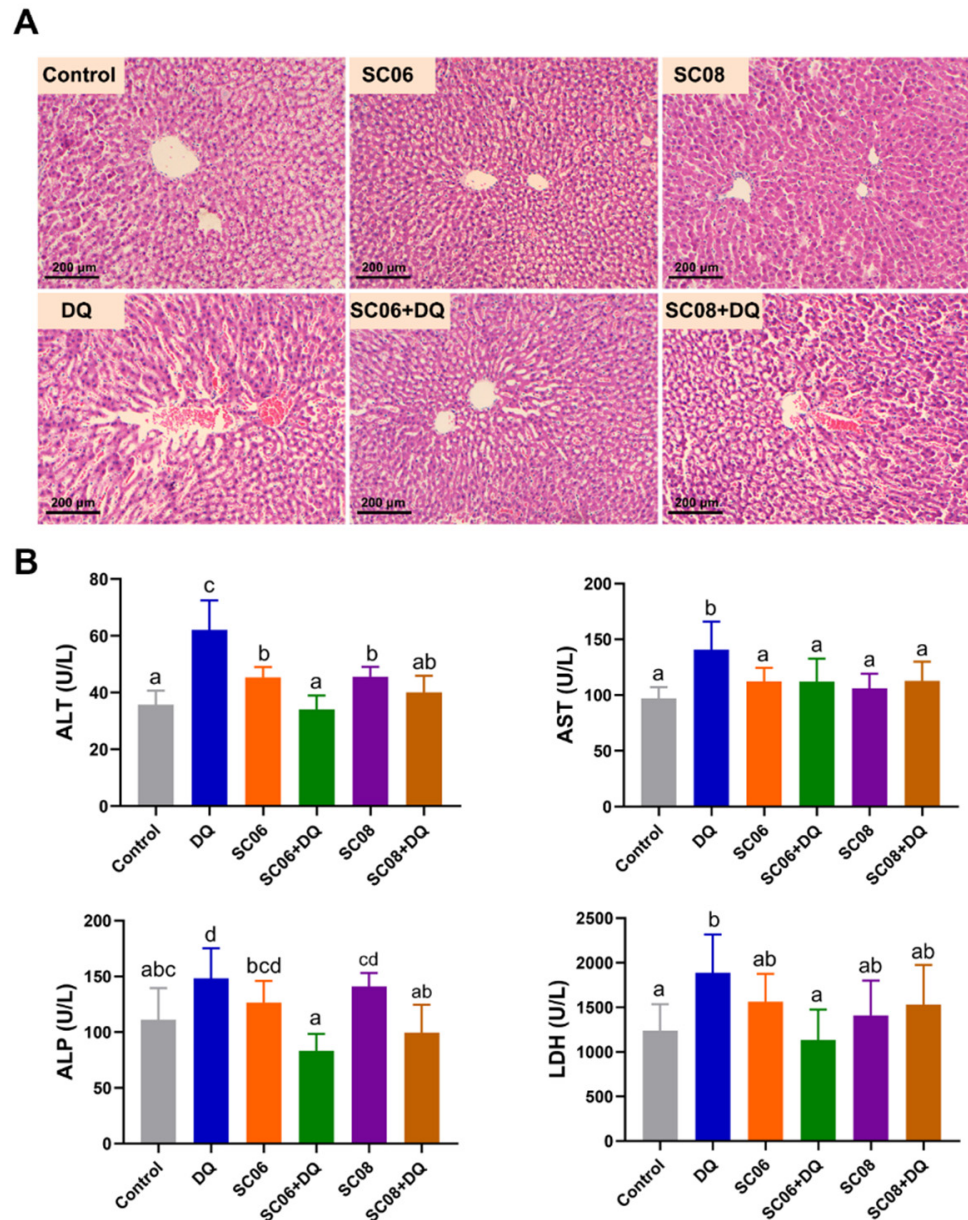 A
Control SC06 SC08
200 μm 200 μm 200 μm
DQ SC06+DQ SC08+DQ
200 μm 200 μm 200 μm
B
ALT (U/L)
80
60
40
20
0
a c b a b ab
Control DQ SC06 SC06+DQ SC08 SC08+DQ
AST (U/L)
200
150
100
50
0
a b a a a a
Control DQ SC06 SC06+DQ SC08 SC08+DQ
ALP (U/L)
200
150
100
50
0
abc d bcd a cd ab
Control DQ SC06 SC06+DQ SC08 SC08+DQ
LDH (U/L)
2500
2000
1500
1000
500
0
a b ab a ab ab
Control DQ SC06 SC06+DQ SC08 SC08+DQ